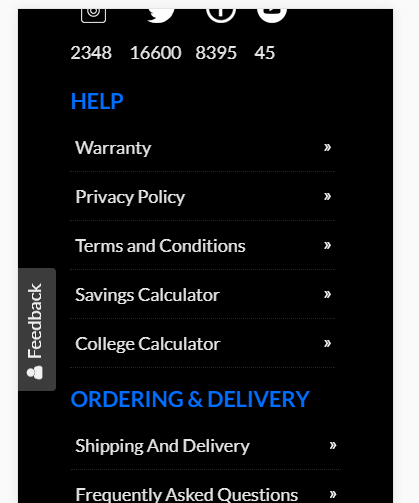 2348 16600 8395 45
HELP
Warranty »
Privacy Policy »
Terms and Conditions »
Savings Calculator »
College Calculator »
Feedback
ORDERING & DELIVERY
Shipping And Delivery »
Frequently Asked Questions »